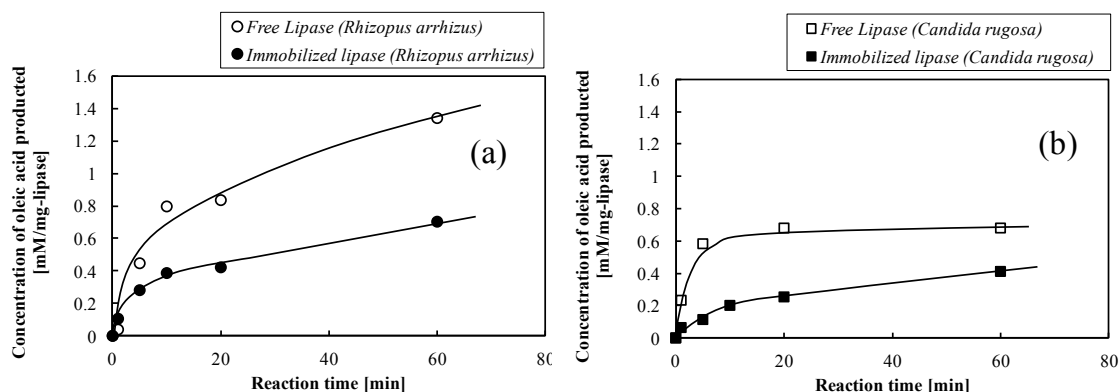 Free Lipase (Rhizopus arrhizus)
Immobilized lipase (Rhizopus arrhizus)
Concentration of oleic acid producted
[mM/mg-lipase]
1.6
1.4
1.2
1
0.8
0.6
0.4
0.2
0
(a)
0 20 40 60 80
Reaction time [min]
Free Lipase (Candida rugosa)
Immobilized lipase (Candida rugosa)
Concentration of oleic acid producted
[mM/mg-lipase]
1.6
1.4
1.2
1
0.8
0.6
0.4
0.2
0
(b)
0 20 40 60 80
Reaction time [min]